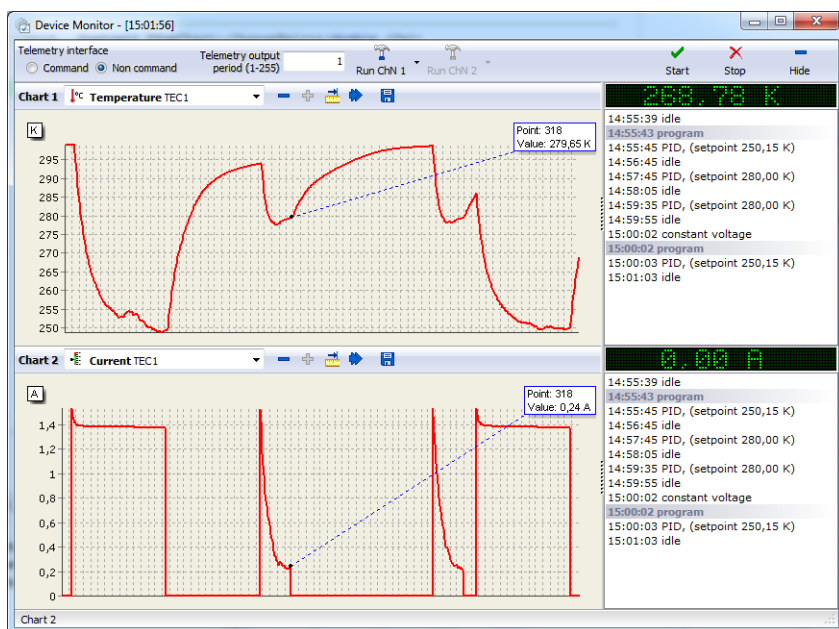 Device Monitor - [15:01:56]
Telemetry interface
Command Non command
Telemetry output period (1-255)
1
Run ChN 1
Run ChN 2
Start
Stop
Hide
Chart 1 °C Temperature TEC1
K
Point: 318
Value: 279,65 K
295
290
285
280
275
270
265
260
255
250
268,78 K
14:55:39 idle
14:55:43 program
14:55:45 PID, (setpoint 250,15 K)
14:56:45 idle
14:57:45 PID, (setpoint 280,00 K)
14:58:05 idle
14:59:35 PID, (setpoint 280,00 K)
14:59:55 idle
15:00:02 constant voltage
15:00:02 program
15:00:03 PID, (setpoint 250,15 K)
15:01:03 idle
Chart 2 Current TEC1
A
Point: 318
Value: 0,24 A
1,4
1,2
1
0,8
0,6
0,4
0,2
0
0,00 A
14:55:39 idle
14:55:43 program
14:55:45 PID, (setpoint 250,15 K)
14:56:45 idle
14:57:45 PID, (setpoint 280,00 K)
14:58:05 idle
14:59:35 PID, (setpoint 280,00 K)
14:59:55 idle
15:00:02 constant voltage
15:00:02 program
15:00:03 PID, (setpoint 250,15 K)
15:01:03 idle
Chart 2